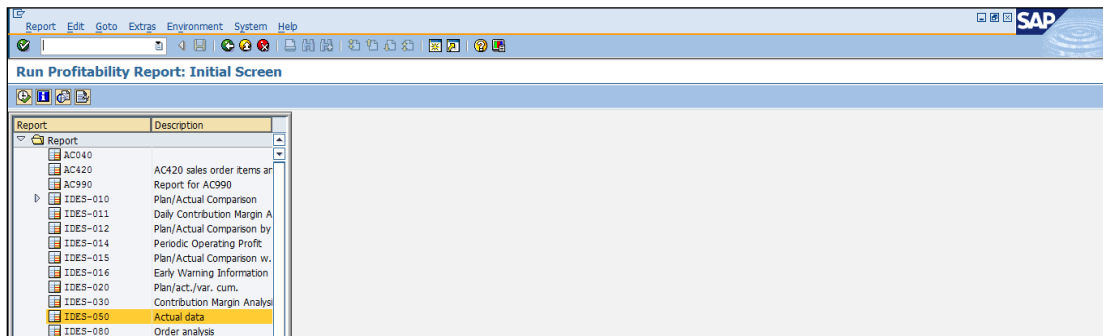 Report Edit Goto Extras Environment System Help
SAP
Run Profitability Report: Initial Screen
Report Description
Report
AC040
AC420 AC420 sales order items ar
AC990 Report for AC990
IDES-010 Plan/Actual Comparison
IDES-011 Daily Contribution Margin A
IDES-012 Plan/Actual Comparison by
IDES-014 Periodic Operating Profit
IDES-015 Plan/Actual Comparison w.
IDES-016 Early Warning Information
IDES-020 Plan/act./var. cum.
IDES-030 Contribution Margin Analysi
IDES-050 Actual data
IDES-080 Order analysis